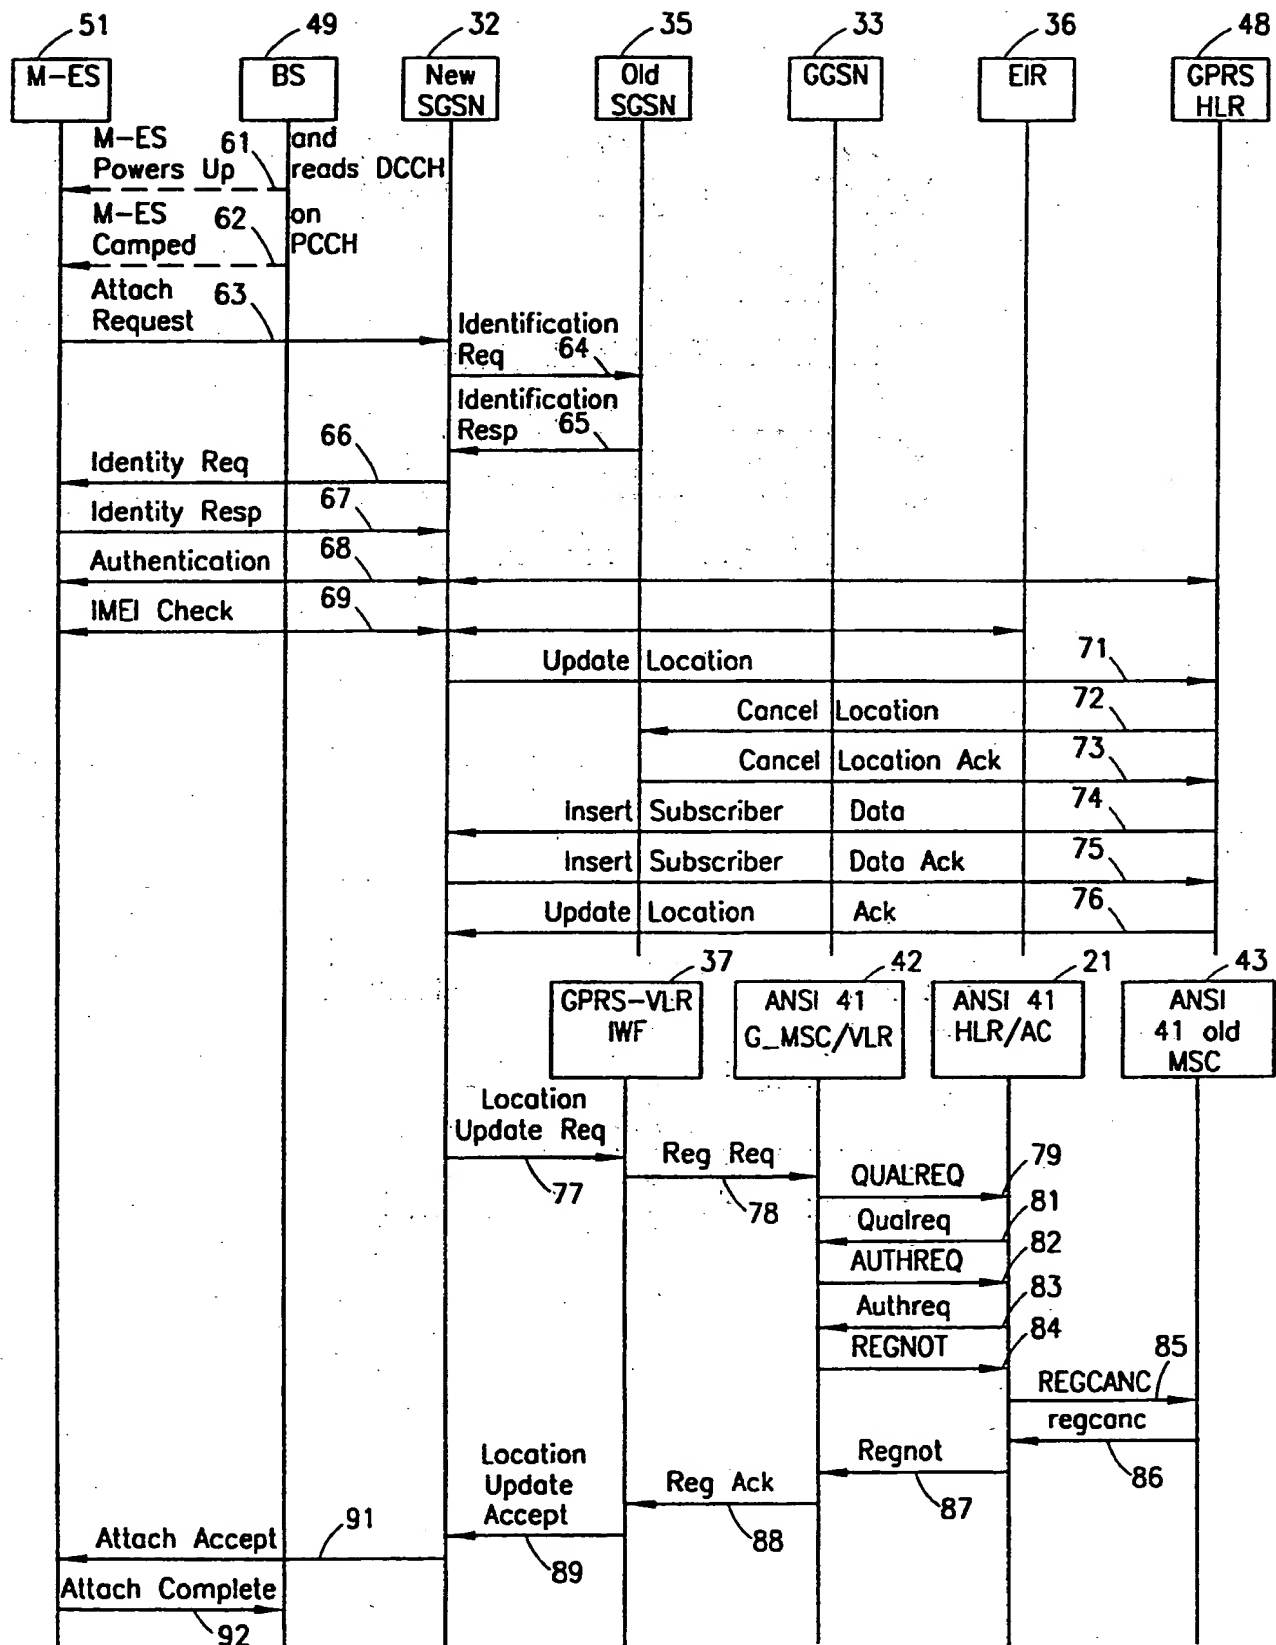 51 49 32 35 33 36 48
M-ES BS New SGSN Old SGSN GGSN EIR GPRS HLR
M-ES Powers Up 61 and reads DCCH
M-ES Camped 62 on PCCH
Attach Request 63
Identification Req 64
Identification Resp 65
66
Identity Req
Identity Resp 67
Authentication 68
IMEI Check 69
Update Location 71
Cancel Location 72
Cancel Location Ack 73
Insert Subscriber Data 74
Insert Subscriber Data Ack 75
Update Location Ack 76
37 42 21 43
GPRS-VLR IWF ANSI 41 G_MSC/VLR ANSI 41 HLR/AC ANSI 41 old MSC
Location Update Req
77
Reg Req
78
QUALREQ 79
Qualreq 81
AUTHREQ 82
Authreq 83
REGNOT 84
REGCANC 85
regcanc
86
Regnot
87
Reg Ack
88
Location Update Accept
89
Attach Accept 91
Attach Complete
92